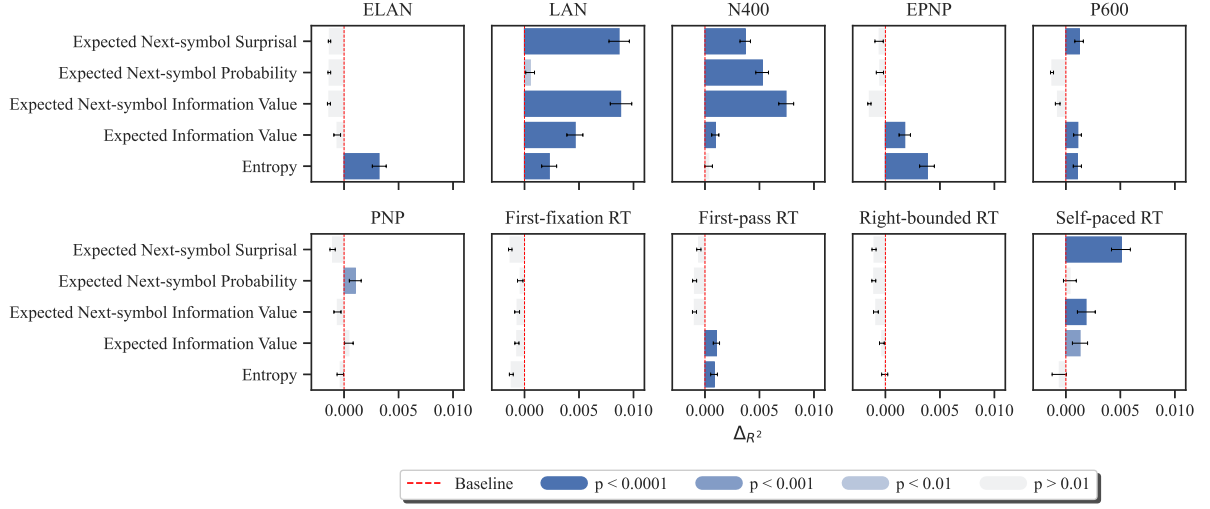 ELAN LAN N400 EPNP P600
Expected Next-symbol Surprisal
Expected Next-symbol Probability
Expected Next-symbol Information Value
Expected Information Value
Entropy
PNP First-fixation RT First-pass RT Right-bounded RT Self-paced RT
Expected Next-symbol Surprisal
Expected Next-symbol Probability
Expected Next-symbol Information Value
Expected Information Value
Entropy
0.000 0.005 0.010 0.000 0.005 0.010 0.000 0.005 0.010 0.000 0.005 0.010 0.000 0.005 0.010
Δ_R²
Baseline p < 0.0001 p < 0.001 p < 0.01 p > 0.01